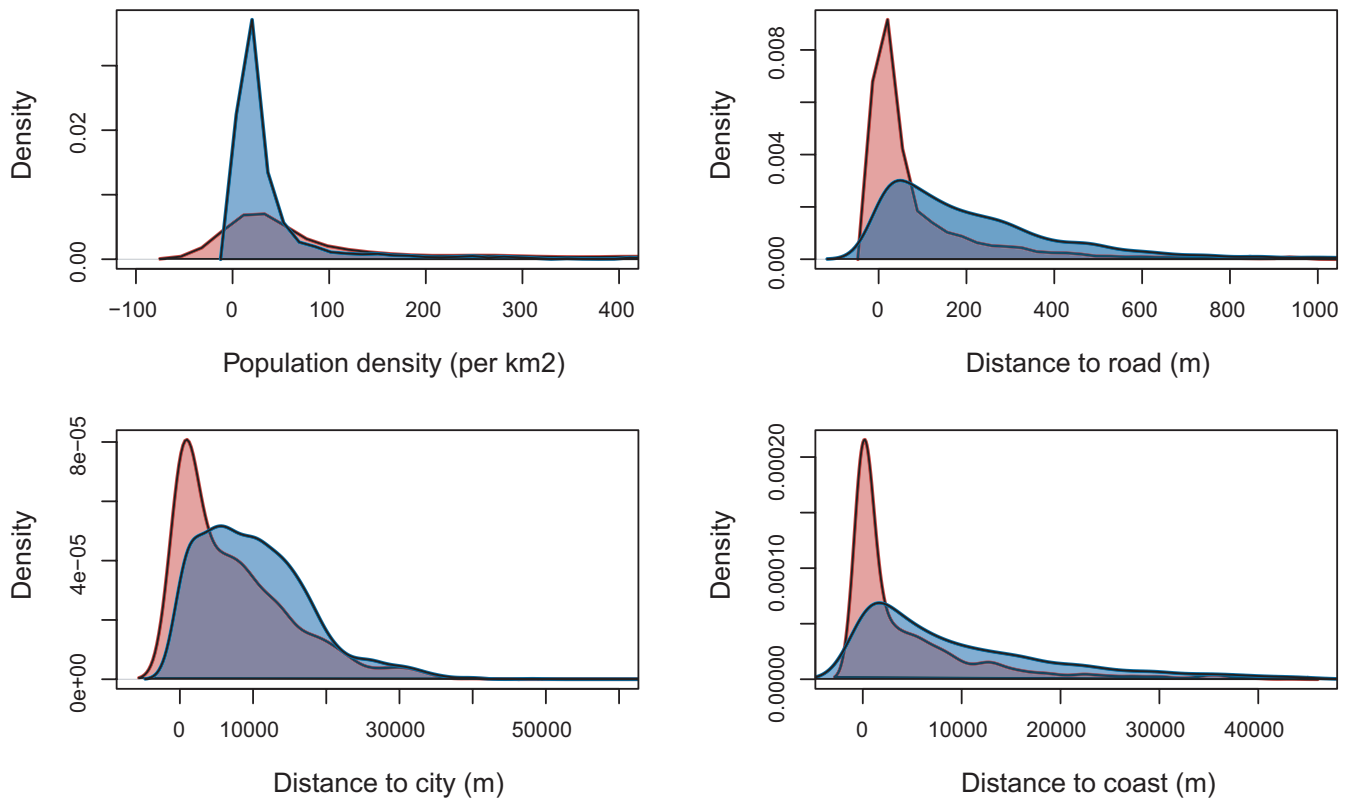 Density
0.00
0.02
−100
0
100
200
300
400
Population density (per km2)
Density
0.000
0.004
0.008
0
200
400
600
800
1000
Distance to road (m)
Density
0e+00
4e−05
8e−05
0
10000
30000
50000
Distance to city (m)
Density
0.00000
0.00010
0.00020
0
10000
20000
30000
40000
Distance to coast (m)